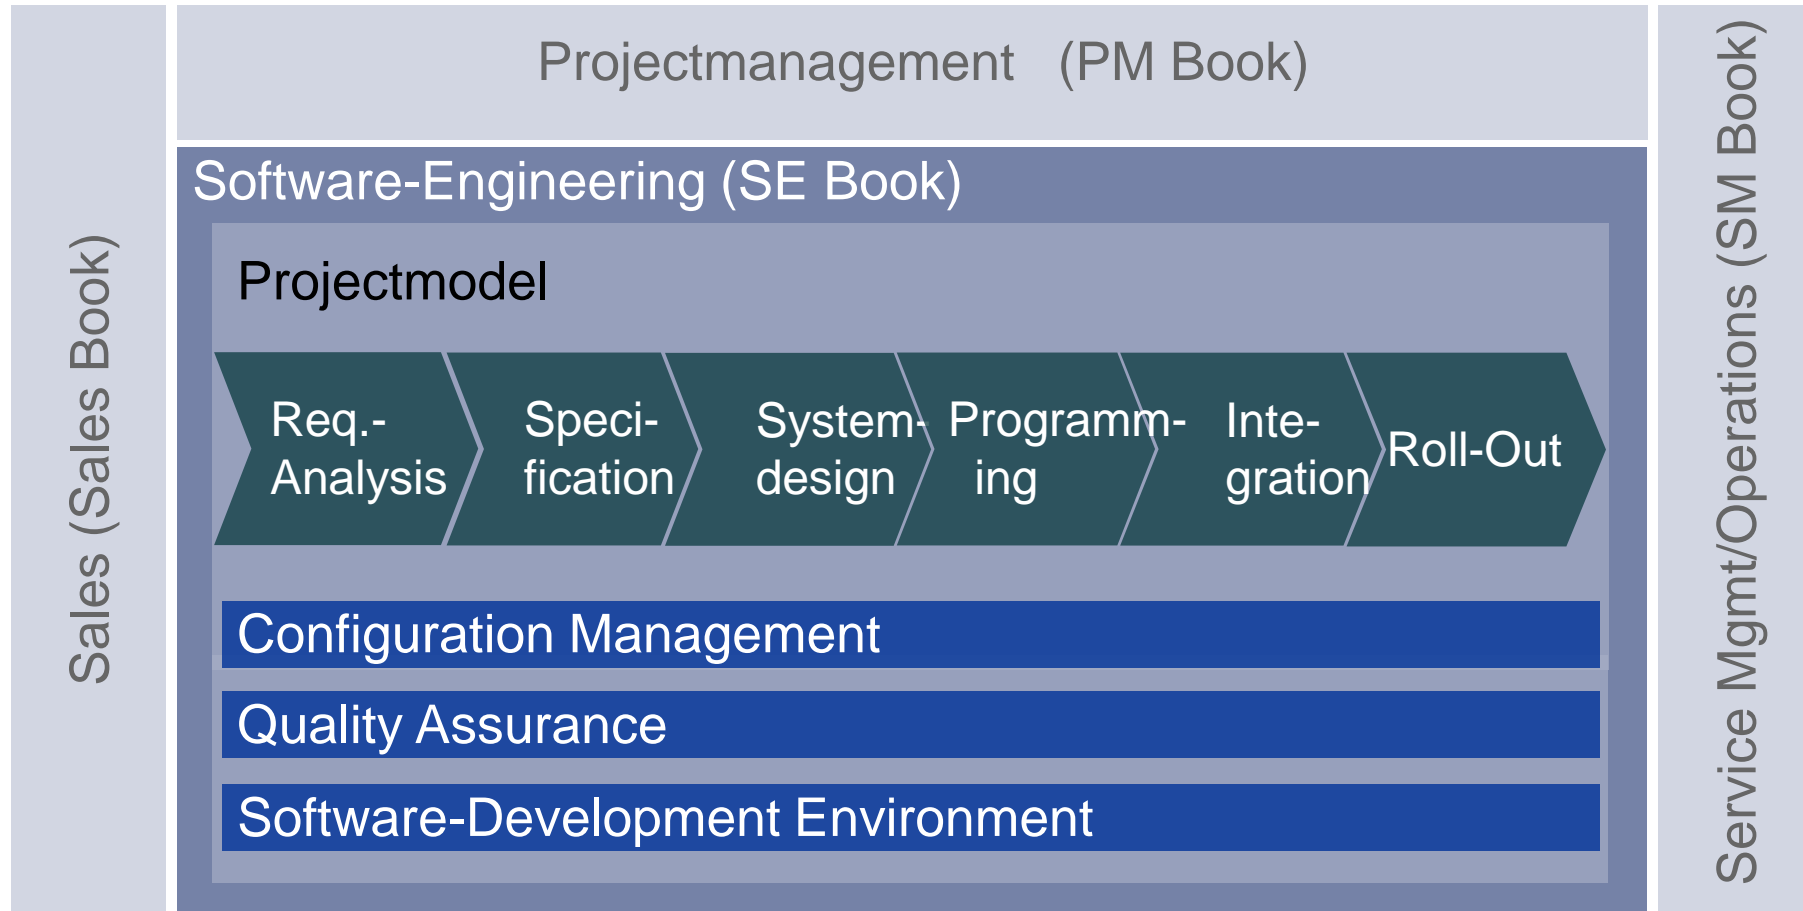 Projectmanagement (PM Book)
Sales (Sales Book)
Service Mgmt/Operations (SM Book)
Software-Engineering (SE Book)
Projectmodel
Req.-
Analysis
Speci-
fication
System-
design
Programm-
ing
Inte-
gration
Roll-Out
Configuration Management
Quality Assurance
Software-Development Environment